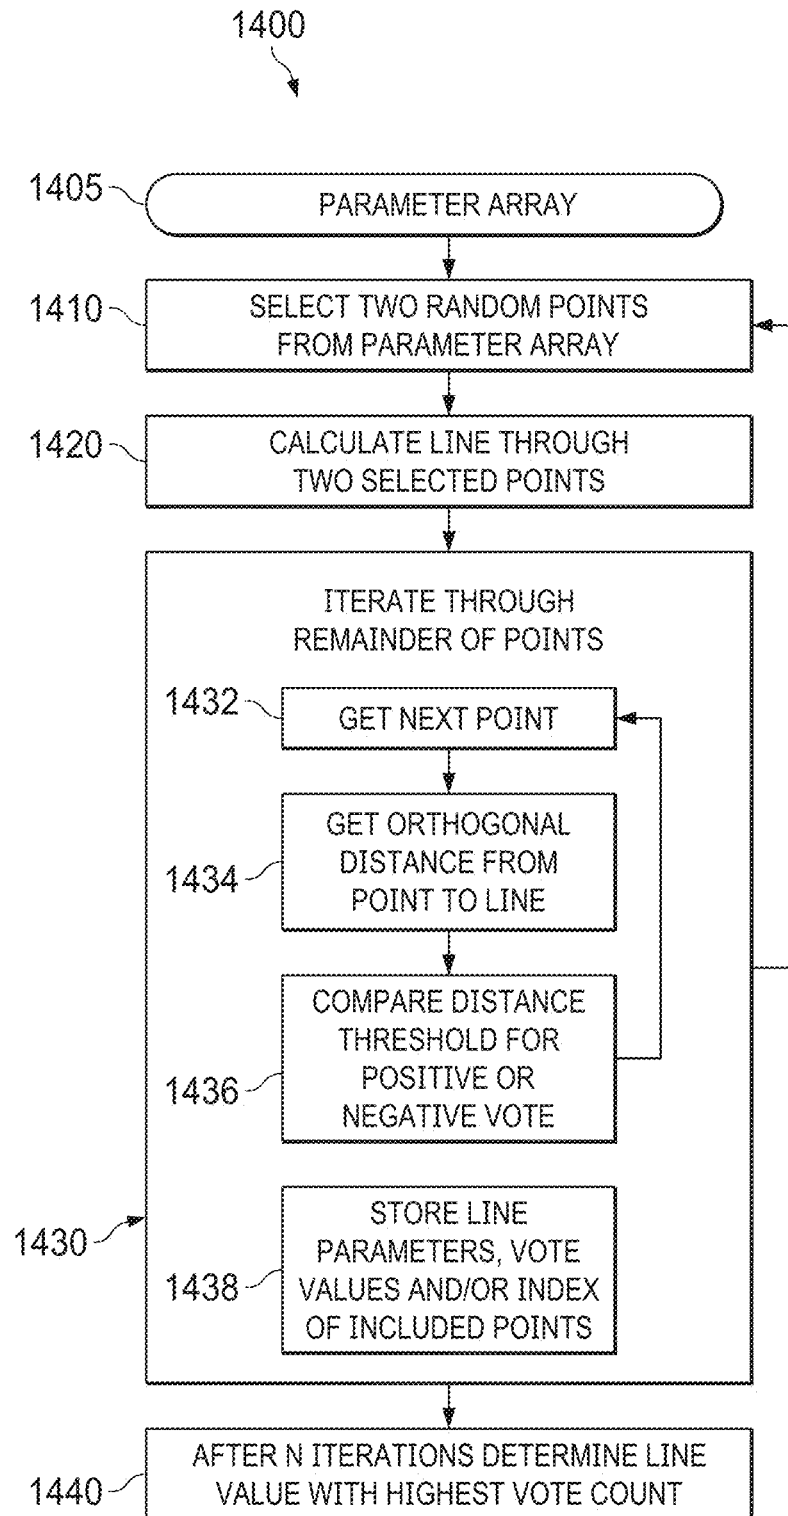 1400
1405
PARAMETER ARRAY
1410
SELECT TWO RANDOM POINTS
FROM PARAMETER ARRAY
1420
CALCULATE LINE THROUGH
TWO SELECTED POINTS
ITERATE THROUGH
REMAINDER OF POINTS
1432
GET NEXT POINT
1434
GET ORTHOGONAL
DISTANCE FROM
POINT TO LINE
1436
COMPARE DISTANCE
THRESHOLD FOR
POSITIVE OR
NEGATIVE VOTE
1430
1438
STORE LINE
PARAMETERS, VOTE
VALUES AND/OR INDEX
OF INCLUDED POINTS
1440
AFTER N ITERATIONS DETERMINE LINE
VALUE WITH HIGHEST VOTE COUNT